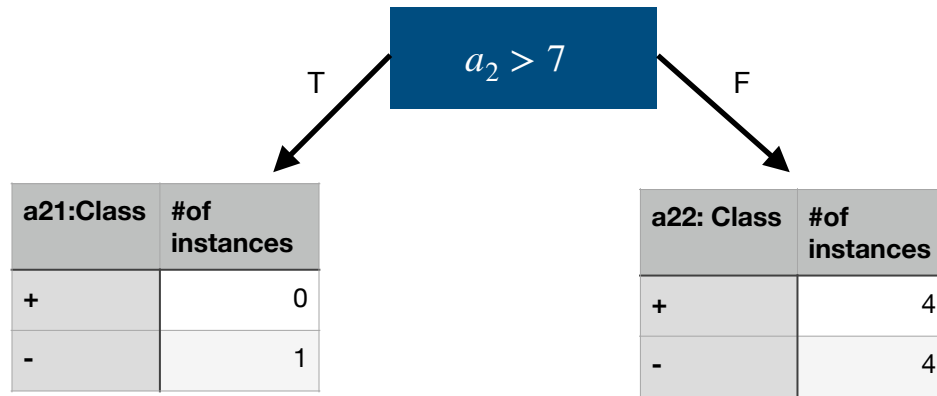 a₂ > 7
T
F
a21:Class #of instances
+ 0
- 1
a22: Class #of instances
+ 4
- 4